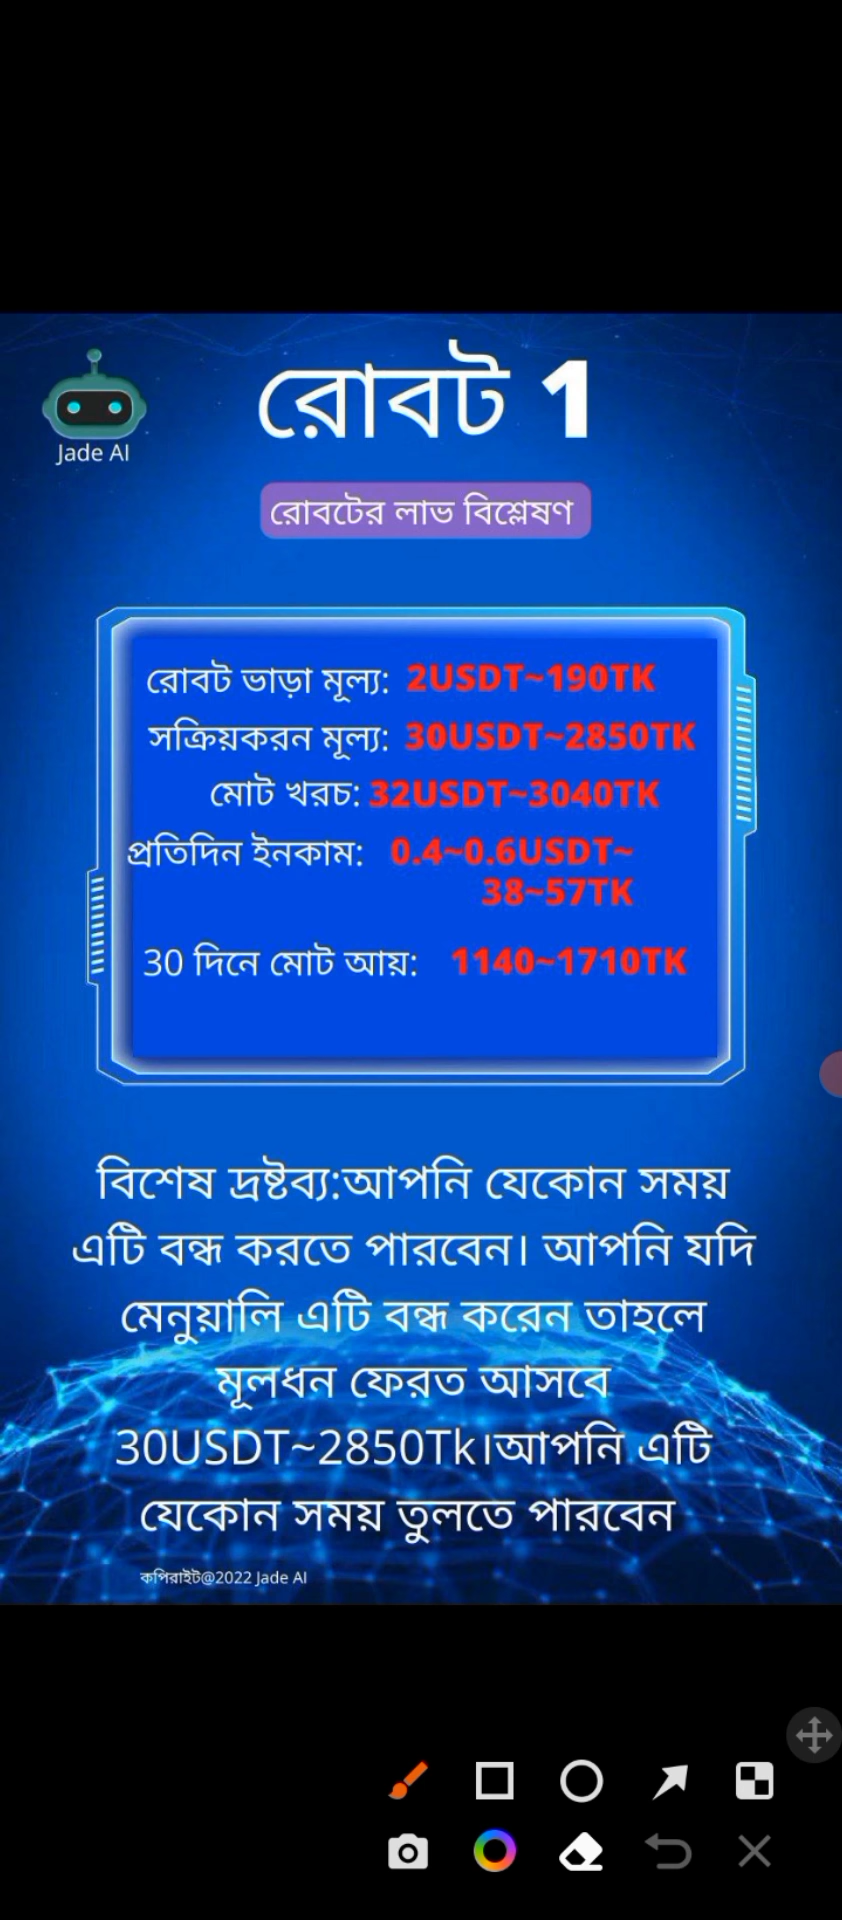 রোবট 1
Jade AI
রোবটের লাভ বিশ্লেষণ
রোবট ভাড়া মূল্য: 2USDT~190TK
সক্রিয়করন মূল্য: 30USDT~2850TK
মোট খরচ: 32USDT~3040TK
প্রতিদিন ইনকাম: 0.4~0.6USDT~
38~57TK
30 দিনে মোট আয়: 1140~1710TK
বিশেষ দ্রষ্টব্য:আপনি যেকোন সময়
এটি বন্ধ করতে পারবেন। আপনি যদি
মেনুয়ালি এটি বন্ধ করেন তাহলে
মূলধন ফেরত আসবে
30USDT~2850Tk।আপনি এটি
যেকোন সময় তুলতে পারবেন
কপিরাইট@2022 Jade AI